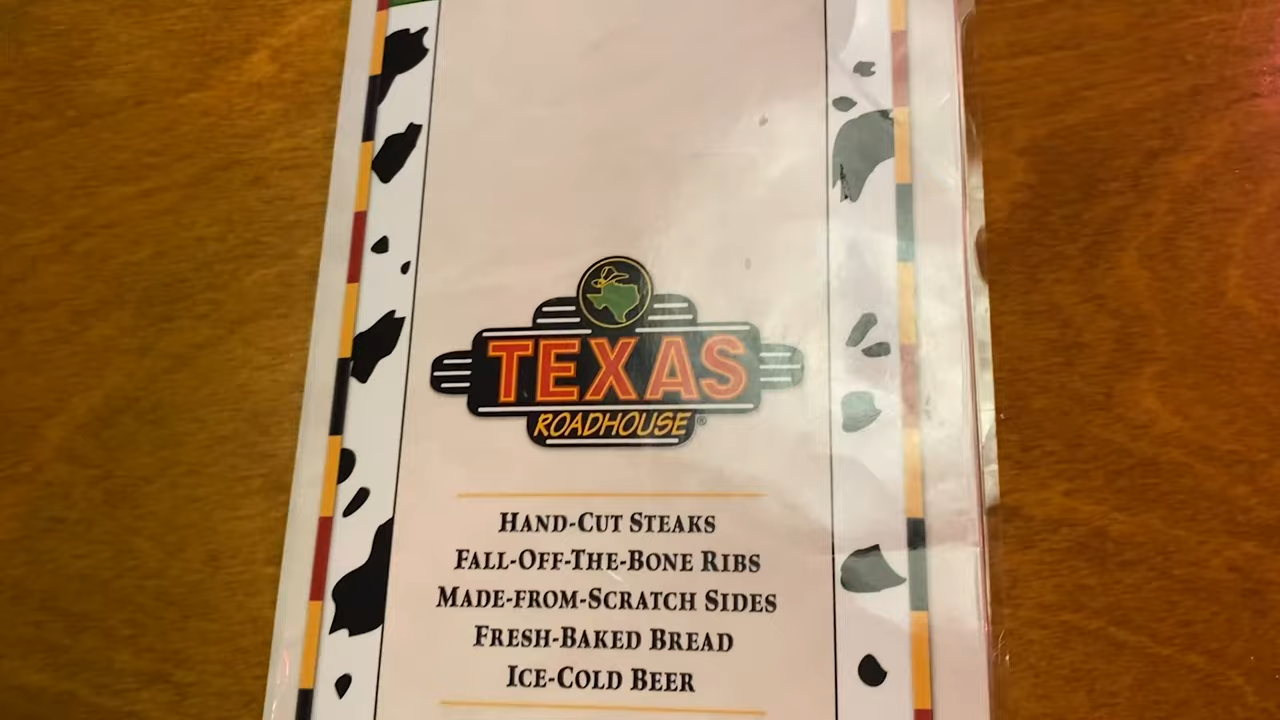 TEXAS
ROADHOUSE®
HAND-CUT STEAKS
FALL-OFF-THE-BONE RIBS
MADE-FROM-SCRATCH SIDES
FRESH-BAKED BREAD
ICE-COLD BEER